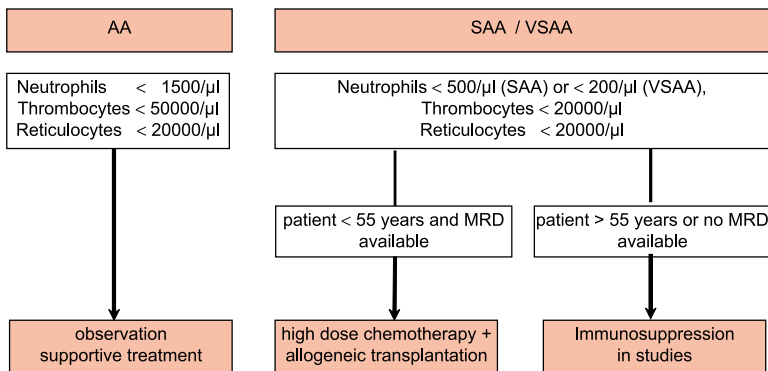 AA
SAA / VSAA
Neutrophils < 1500/µl
Thrombocytes < 50000/µl
Reticulocytes < 20000/µl
Neutrophils < 500/µl (SAA) or < 200/µl (VSAA),
Thrombocytes < 20000/µl
Reticulocytes < 20000/µl
patient < 55 years and MRD
available
patient > 55 years or no MRD
available
observation
supportive treatment
high dose chemotherapy +
allogeneic transplantation
Immunosuppression
in studies